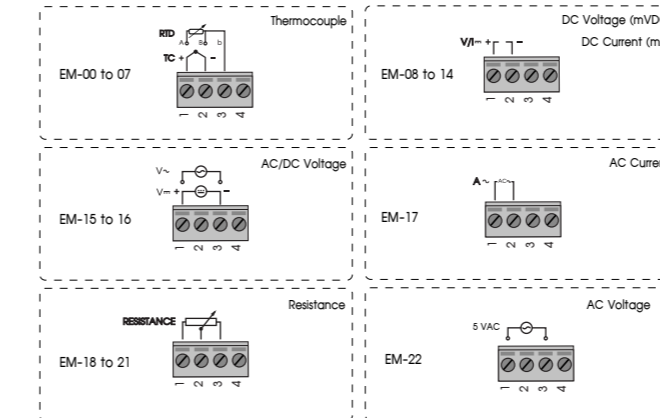 Thermocouple
RTD
A B b
TC + -
EM-00 to 07
1 2 3 4
DC Voltage (mVD
DC Current (m
V/I⎓ + -
EM-08 to 14
1 2 3 4
AC/DC Voltage
V~
V⎓ + -
EM-15 to 16
1 2 3 4
AC Curre
A~ AC~
EM-17
1 2 3 4
Resistance
RESISTANCE
EM-18 to 21
1 2 3 4
AC Voltage
5 VAC
EM-22
1 2 3 4